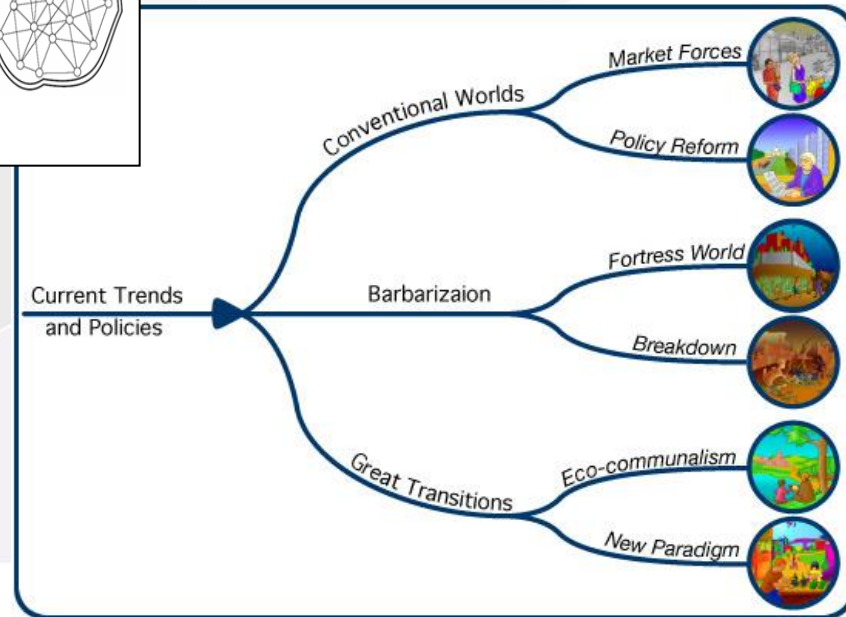 Market Forces
Conventional Worlds
Policy Reform
Fortress World
Current Trends
and Policies
Barbarizaion
Breakdown
Great Transitions
Eco-communalism
New Paradigm